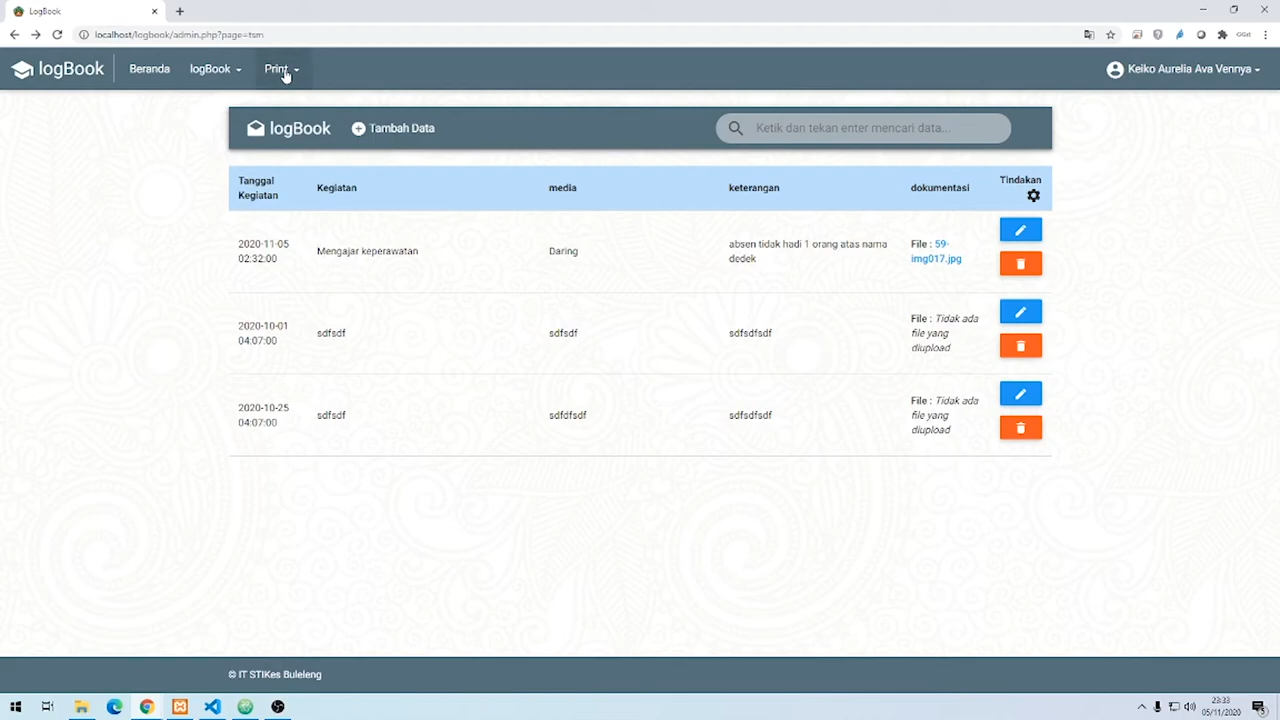 LogBook
localhost/logbook/admin.php?page=tsm
logBook
Beranda
logBook
Print
Keiko Aurelia Ava Vennya
logBook
Tambah Data
Ketik dan tekan enter mencari data...
Tanggal
Kegiatan
Kegiatan
media
keterangan
dokumentasi
Tindakan
2020-11-05
02:32:00
Mengajar keperawatan
Daring
absen tidak hadi 1 orang atas nama
dedek
File : 59-
img017.jpg
2020-10-01
04:07:00
sdfsdf
sdfsdf
sdfsdfsdf
File : Tidak ada
file yang
diupload
2020-10-25
04:07:00
sdfsdf
sdfdfsdf
sdfsdfsdf
File : Tidak ada
file yang
diupload
© IT STIKes Buleleng
23:33
05/11/2020